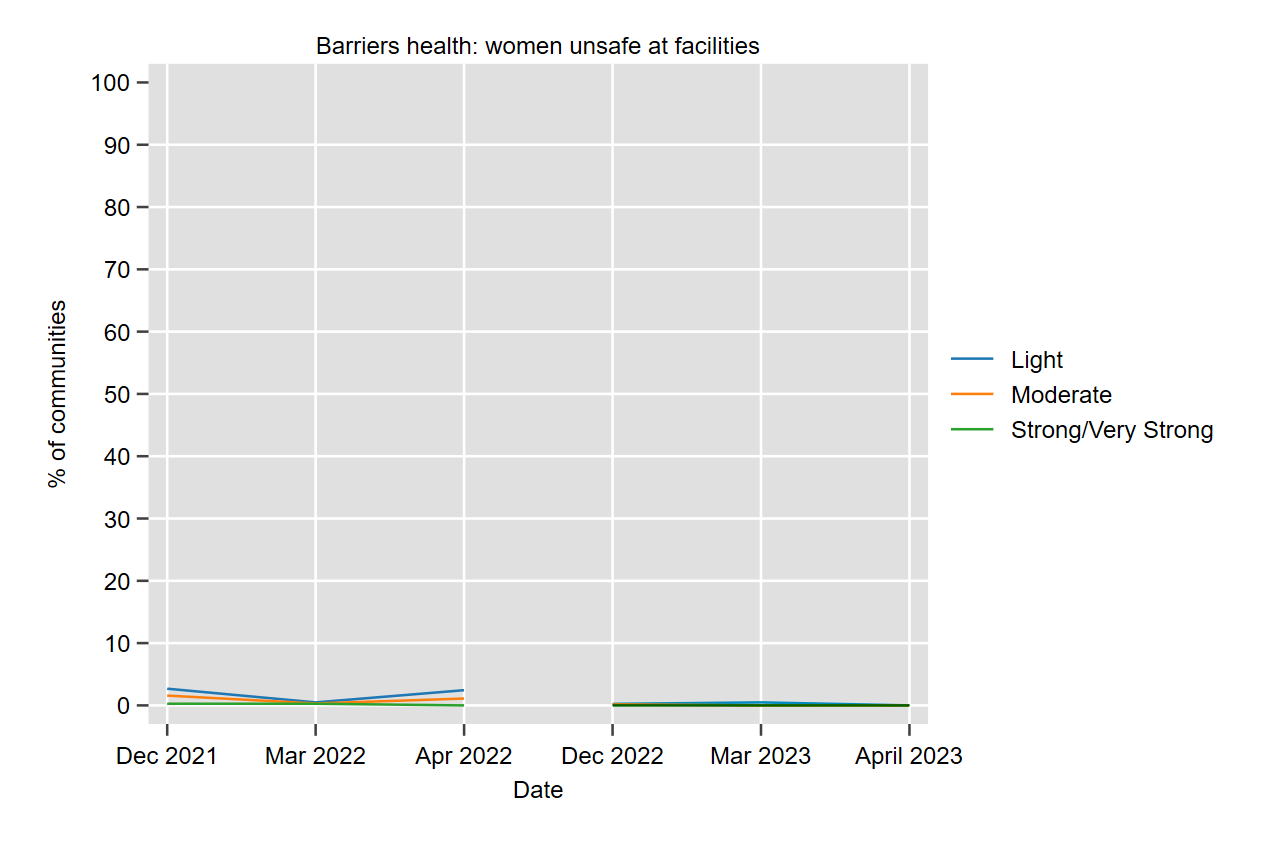 Barriers health: women unsafe at facilities
100
90
80
70
60
50
40
30
20
10
0
% of communities
Dec 2021 Mar 2022 Apr 2022 Dec 2022 Mar 2023 April 2023
Date
Light
Moderate
Strong/Very Strong